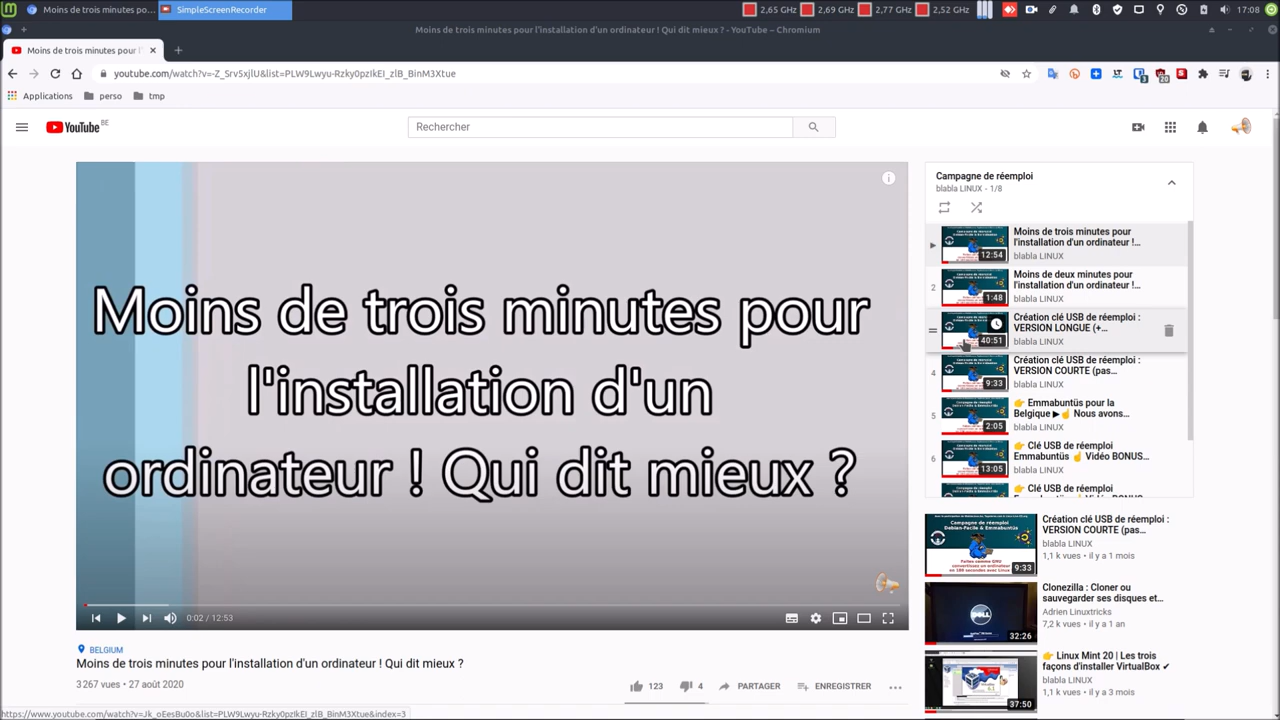 Moins de trois minutes po
SimpleScreenRecorder
2,65 GHz
2,69 GHz
2,77 GHz
2,52 GHz
17:08
Moins de trois minutes pour l'installation d'un ordinateur ! Qui dit mieux ? - YouTube – Chromium
Moins de trois minutes pour l'
youtube.com/watch?v=-Z_Srv5xjlU&list=PLW9Lwyu-Rzky0pzIkEI_zlB_BinM3Xtue
Applications
perso
tmp
YouTube BE
Rechercher
Moins de trois minutes pour
l'installation d'un
ordinateur ! Qui dit mieux ?
0:02 / 12:53
BELGIUM
Moins de trois minutes pour l'installation d'un ordinateur ! Qui dit mieux ?
3 267 vues • 27 août 2020
123
4
PARTAGER
ENREGISTRER
https://www.youtube.com/watch?v=Jk_oEesBu0o&list=PLW9Lwyu-Rzky0pzIkEI_zlB_BinM3Xtue&index=3
Campagne de réemploi
blabla LINUX - 1/8
12:54
Moins de trois minutes pour
l'installation d'un ordinateur !…
blabla LINUX
2
1:48
Moins de deux minutes pour
l'installation d'un ordinateur !…
blabla LINUX
40:51
Création clé USB de réemploi :
VERSION LONGUE (+…
blabla LINUX
4
9:33
Création clé USB de réemploi :
VERSION COURTE (pas…
blabla LINUX
5
2:05
👉 Emmabuntüs pour la
Belgique ▶☝ Nous avons…
blabla LINUX
6
13:05
👉 Clé USB de réemploi
Emmabuntüs ☝ Vidéo BONUS…
blabla LINUX
👉 Clé USB de réemploi
Campagne de réemploi
Debian-Facile & Emmabuntüs
9:33
Création clé USB de réemploi :
VERSION COURTE (pas…
blabla LINUX
1,1 k vues • il y a 1 mois
DELL
32:26
Clonezilla : Cloner ou
sauvegarder ses disques et…
Adrien Linuxtricks
7,2 k vues • il y a 1 an
37:50
👉 Linux Mint 20 | Les trois
façons d'installer VirtualBox ✔
blabla LINUX
1,1 k vues • il y a 3 mois